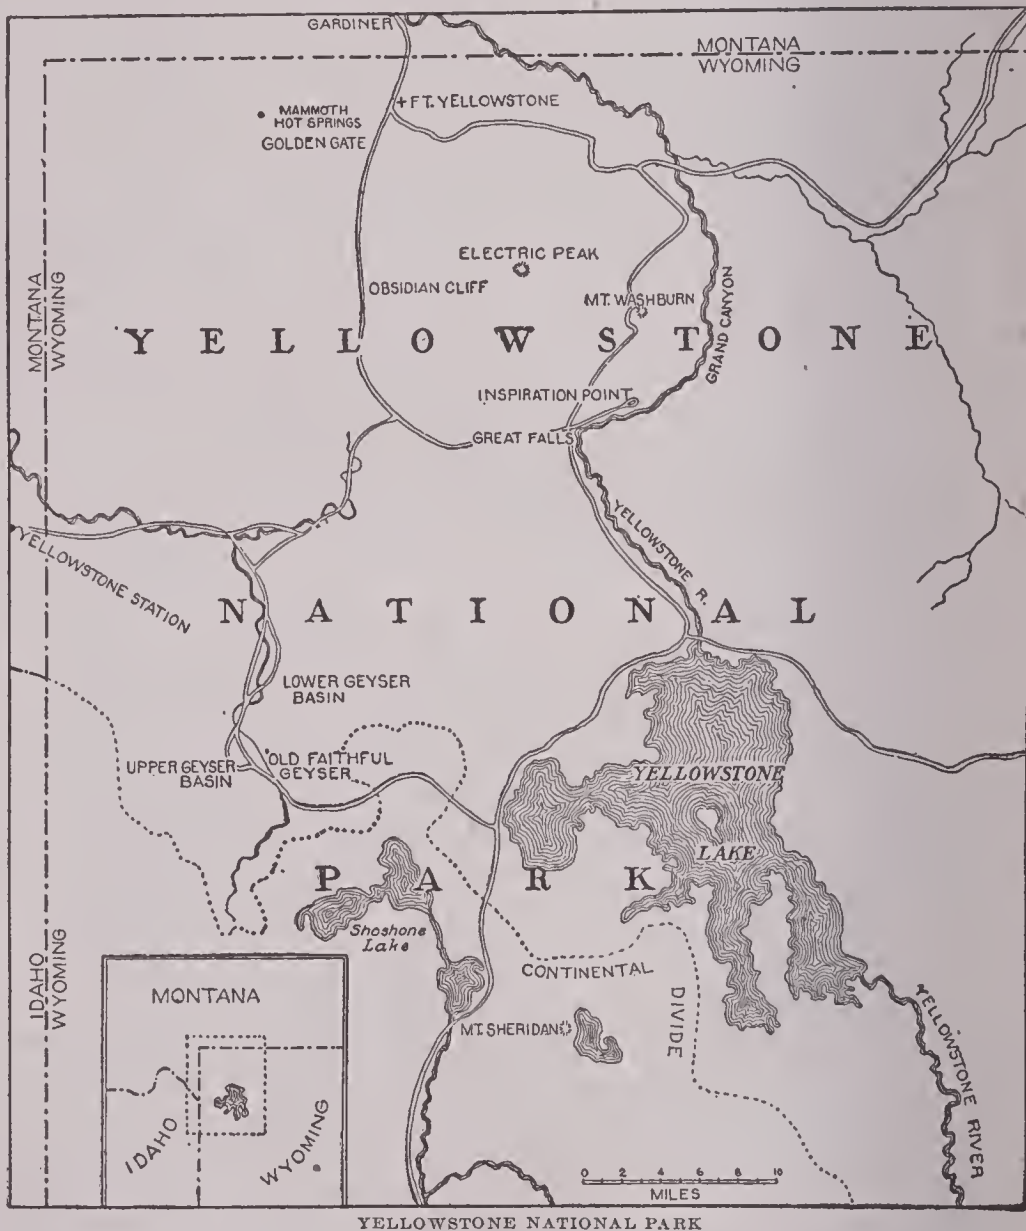 GARDINER
MONTANA
WYOMING
+FT. YELLOWSTONE
MAMMOTH
HOT SPRINGS
GOLDEN GATE
ELECTRIC PEAK
OBSIDIAN CLIFF
MT. WASHBURN
MONTANA
WYOMING
GRAND CANYON
YELLOWSTONE
INSPIRATION POINT
GREAT FALLS
YELLOWSTONE STATION
YELLOWSTONE R.
NATIONAL
LOWER GEYSER
BASIN
UPPER GEYSER
BASIN
OLD FAITHFUL
GEYSER
YELLOWSTONE
LAKE
PARK
Shoshone
Lake
CONTINENTAL
DIVIDE
MT. SHERIDAN
YELLOWSTONE RIVER
IDAHO
WYOMING
MONTANA
IDAHO
WYOMING
0 2 4 6 8 10
MILES
YELLOWSTONE NATIONAL PARK